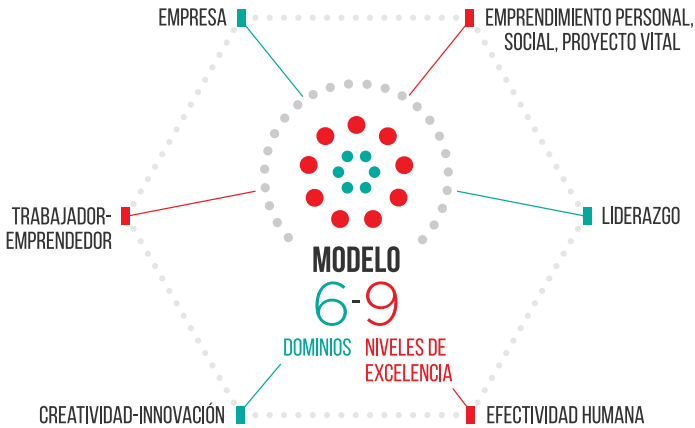 EMPRESA
EMPRENDIMIENTO PERSONAL,
SOCIAL, PROYECTO VITAL
TRABAJADOR-
EMPRENDEDOR
LIDERAZGO
MODELO
6-9
DOMINIOS
NIVELES DE
EXCELENCIA
CREATIVIDAD-INNOVACIÓN
EFECTIVIDAD HUMANA